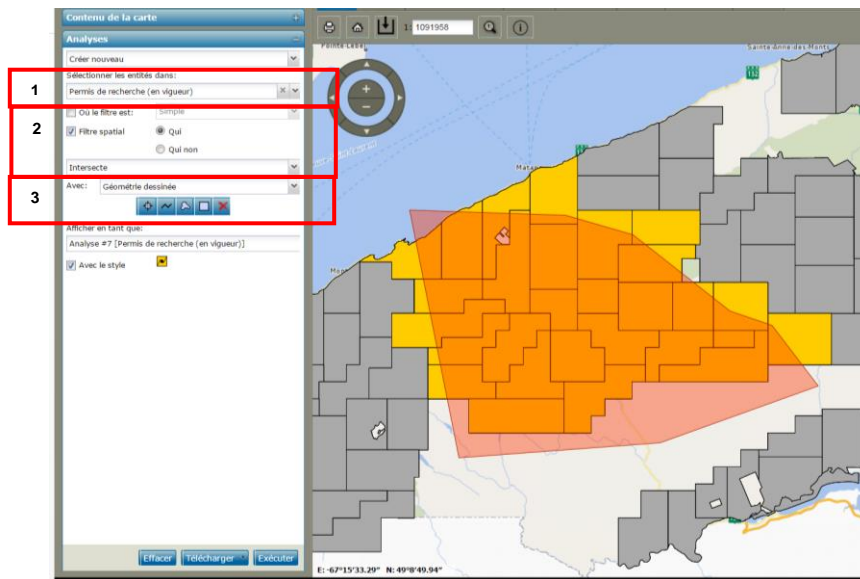 Contenu de la carte
Analyses
Créer nouveau
Sélectionner les entités dans:
1
Permis de recherche (en vigueur)
Où le filtre est: Simple
2
Filtre spatial Qui
Qui non
Intersecte
3
Avec: Géométrie dessinée
Afficher en tant que:
Analyse #7 [Permis de recherche (en vigueur)]
Avec le style
Effacer Télécharger Exécuter
1: 1091958
Pointe-Lebel
Sainte-Anne-des-Monts
132
Matane
Mont
E: -67°15'33.29" N: 49°8'49.94"